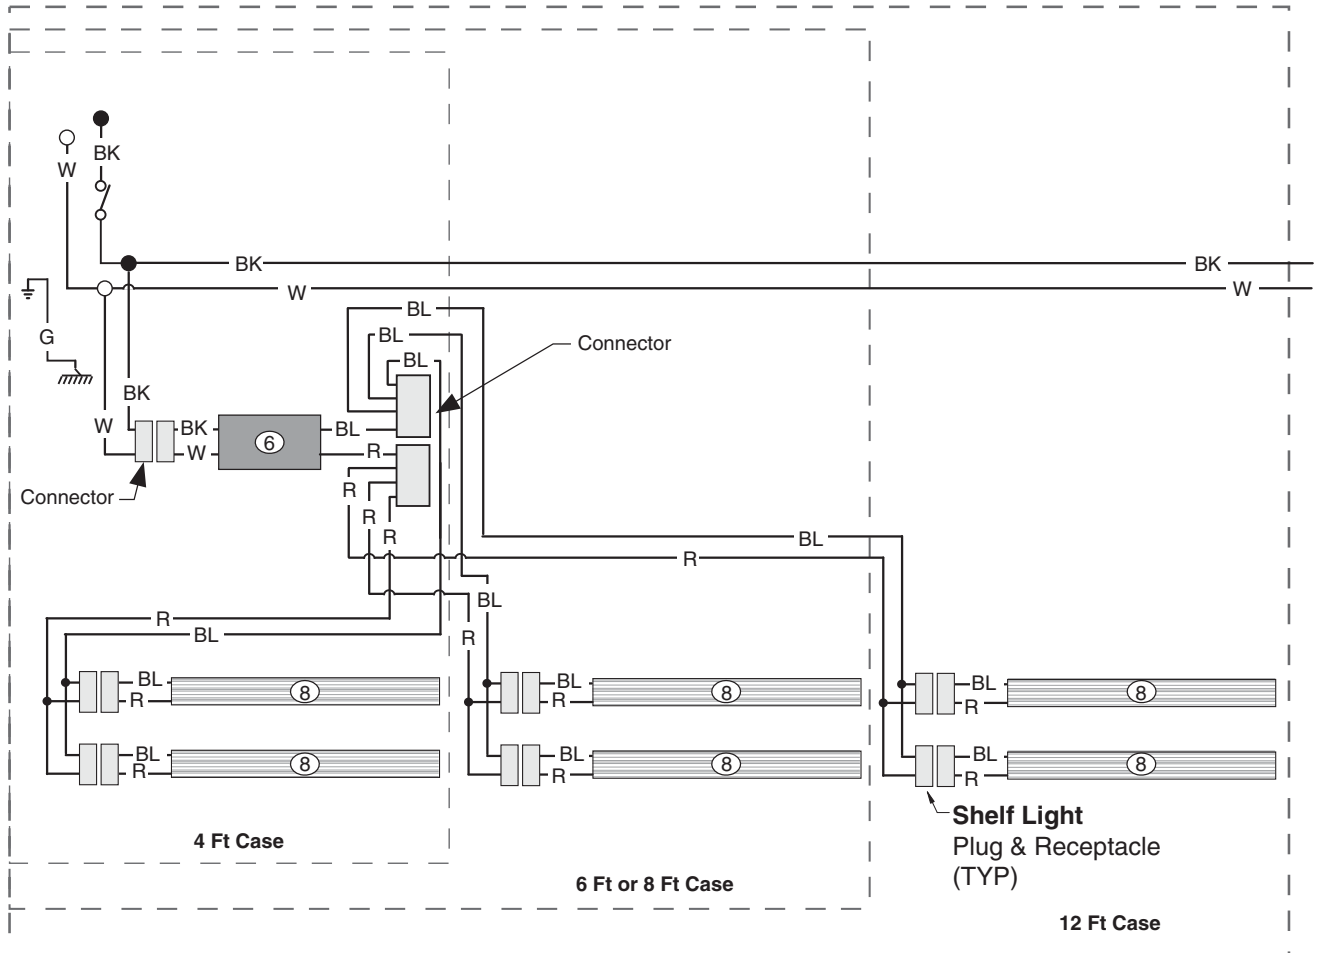 BK
W
BK
BK
W
W
BL
G
BL
Connector
BL
BK
W
BK
BL
6
W
R
Connector
R
R
R
BL
R
BL
R
R
BL
BL
R
8
BL
R
8
BL
R
8
BL
R
8
BL
R
8
BL
R
8
Shelf Light
Plug & Receptacle
(TYP)
4 Ft Case
6 Ft or 8 Ft Case
12 Ft Case